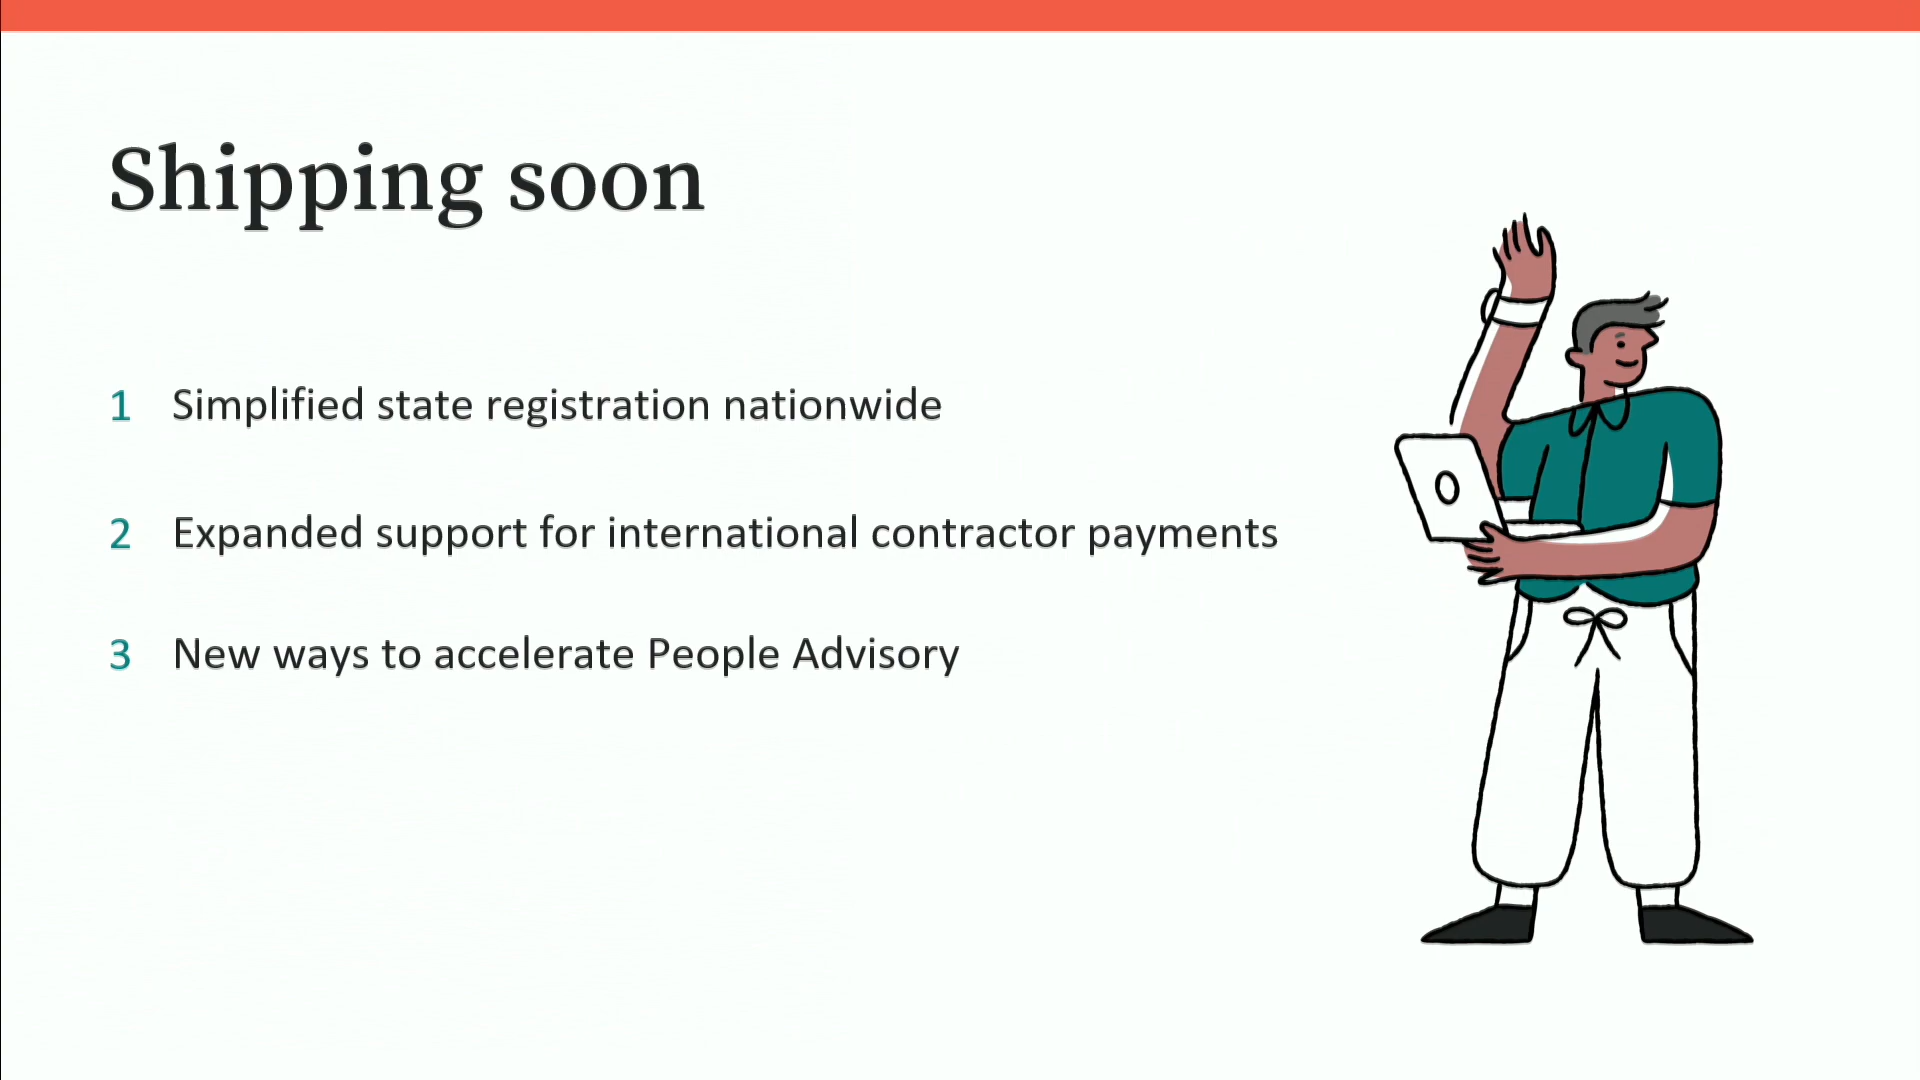 Shipping soon
1 Simplified state registration nationwide
2 Expanded support for international contractor payments
3 New ways to accelerate People Advisory